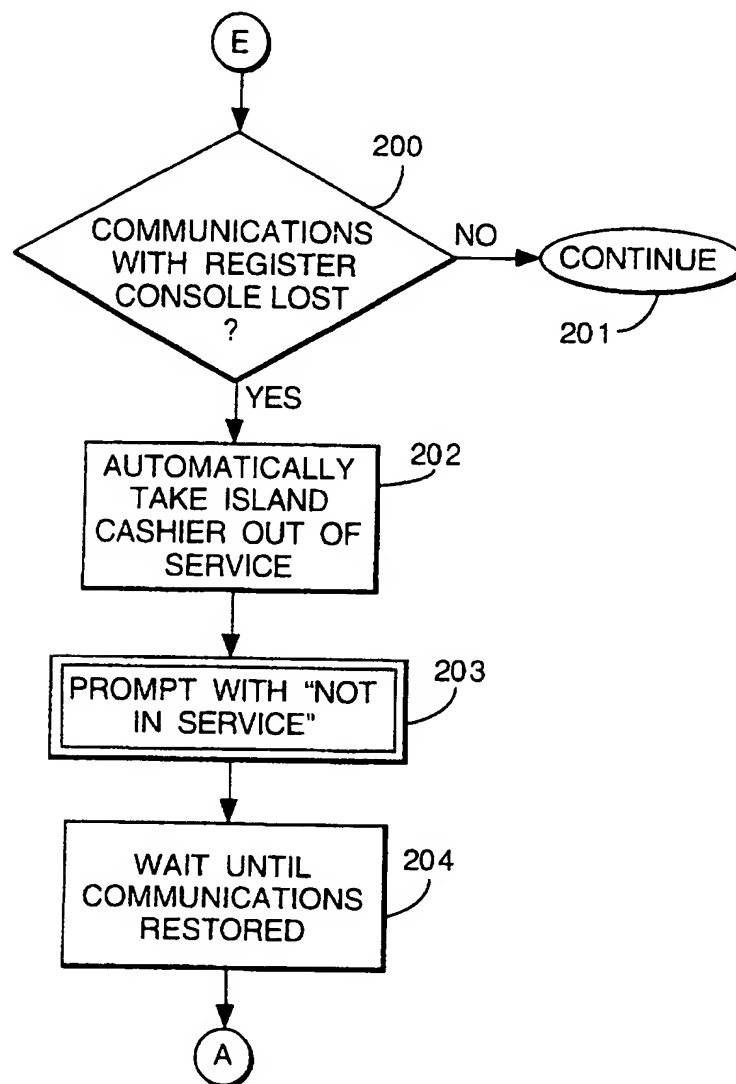 E
200
COMMUNICATIONS
WITH REGISTER
CONSOLE LOST
?
NO
CONTINUE
201
YES
202
AUTOMATICALLY
TAKE ISLAND
CASHIER OUT OF
SERVICE
203
PROMPT WITH “NOT
IN SERVICE”
204
WAIT UNTIL
COMMUNICATIONS
RESTORED
A